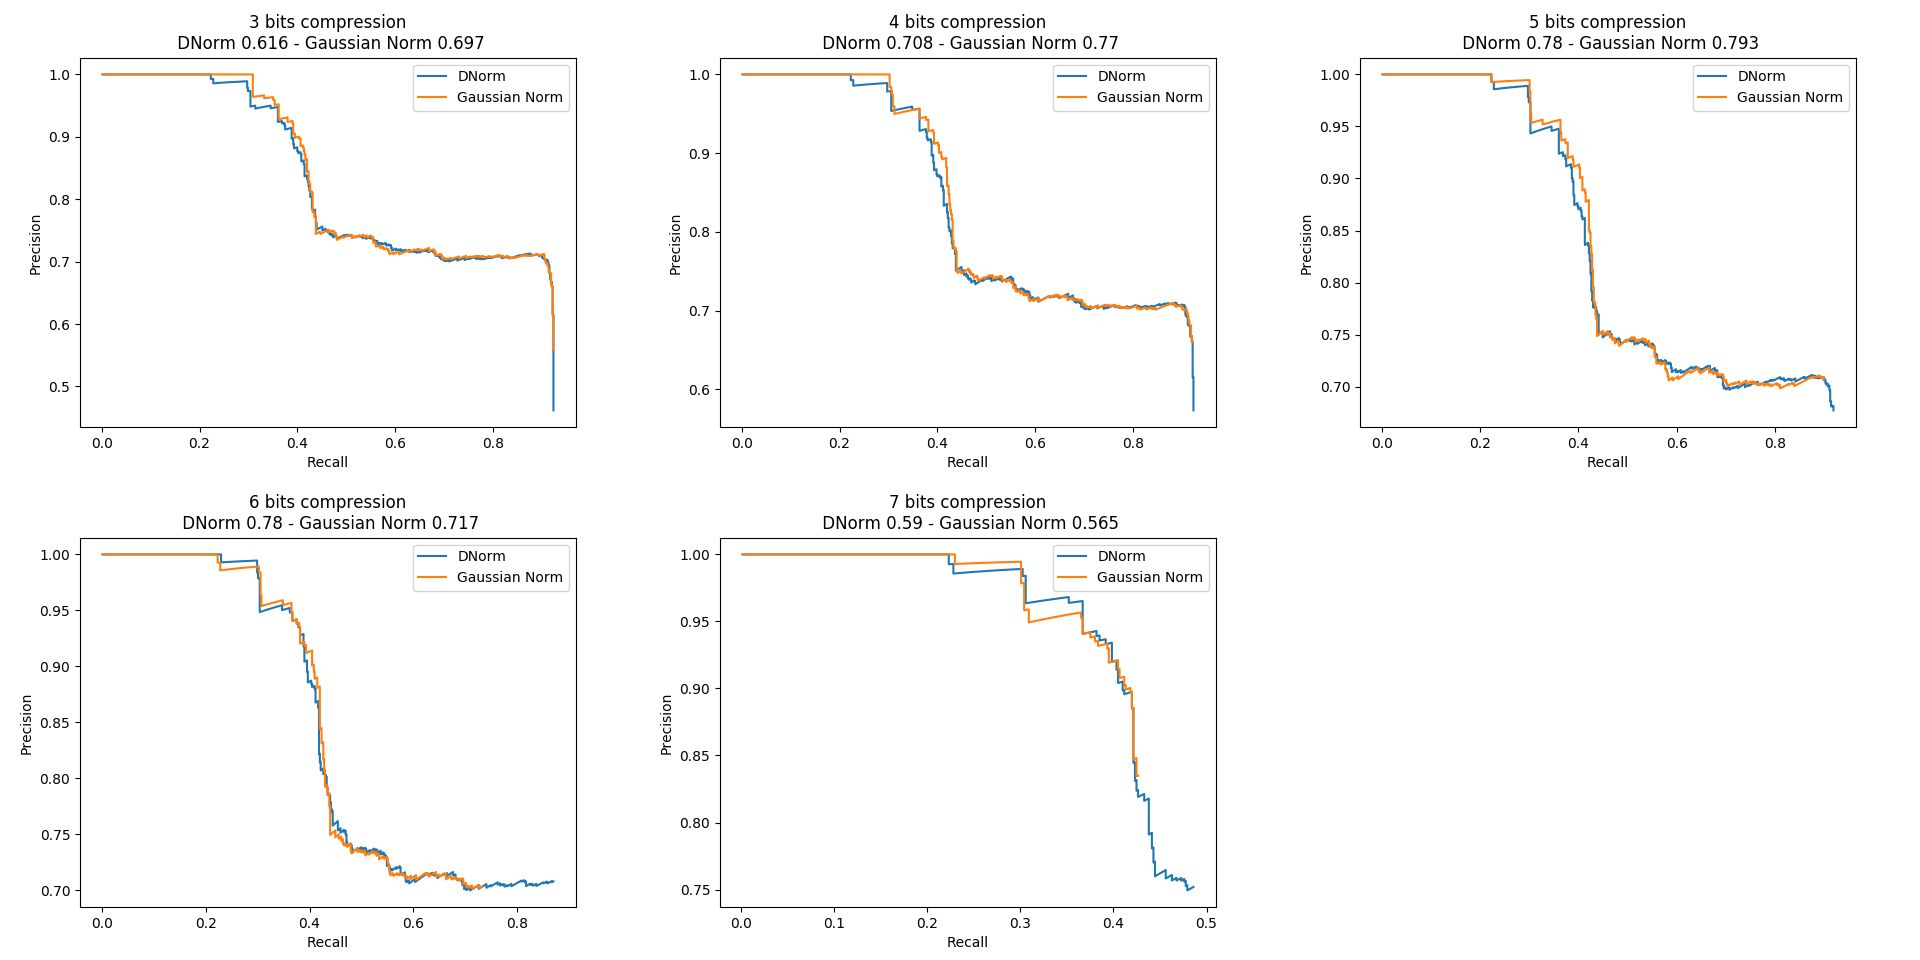 3 bits compression
DNorm 0.616 - Gaussian Norm 0.697
1.0
0.9
0.8
0.7
0.6
0.5
Precision
0.0 0.2 0.4 0.6 0.8
Recall
DNorm
Gaussian Norm
4 bits compression
DNorm 0.708 - Gaussian Norm 0.77
1.0
0.9
0.8
0.7
0.6
Precision
0.0 0.2 0.4 0.6 0.8
Recall
DNorm
Gaussian Norm
5 bits compression
DNorm 0.78 - Gaussian Norm 0.793
1.00
0.95
0.90
0.85
0.80
0.75
0.70
Precision
0.0 0.2 0.4 0.6 0.8
Recall
DNorm
Gaussian Norm
6 bits compression
DNorm 0.78 - Gaussian Norm 0.717
1.00
0.95
0.90
0.85
0.80
0.75
0.70
Precision
0.0 0.2 0.4 0.6 0.8
Recall
DNorm
Gaussian Norm
7 bits compression
DNorm 0.59 - Gaussian Norm 0.565
1.00
0.95
0.90
0.85
0.80
0.75
Precision
0.0 0.1 0.2 0.3 0.4 0.5
Recall
DNorm
Gaussian Norm